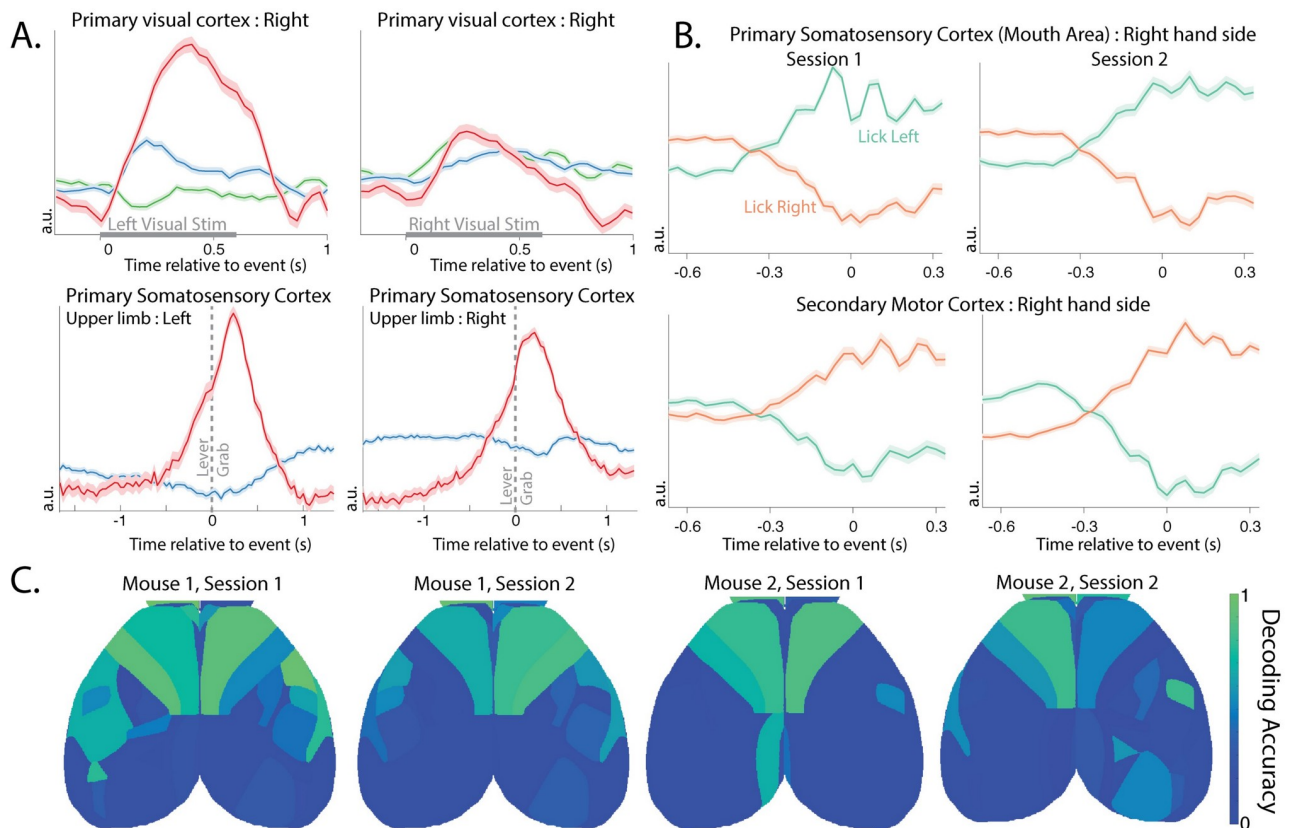 A.
Primary visual cortex : Right
Primary visual cortex : Right
a.u.
Left Visual Stim
Right Visual Stim
0
0.5
1
0
0.5
1
Time relative to event (s)
Time relative to event (s)
Primary Somatosensory Cortex
Upper limb : Left
Primary Somatosensory Cortex
Upper limb : Right
a.u.
Lever
Grab
Lever
Grab
-1
0
1
-1
0
1
Time relative to event (s)
Time relative to event (s)
B.
Primary Somatosensory Cortex (Mouth Area) : Right hand side
Session 1
Session 2
Lick Left
Lick Right
a.u.
a.u.
-0.6
-0.3
0
0.3
-0.6
-0.3
0
0.3
Secondary Motor Cortex : Right hand side
a.u.
a.u.
-0.6
-0.3
0
0.3
-0.6
-0.3
0
0.3
Time relative to event (s)
Time relative to event (s)
C.
Mouse 1, Session 1
Mouse 1, Session 2
Mouse 2, Session 1
Mouse 2, Session 2
1
Decoding Accuracy
0